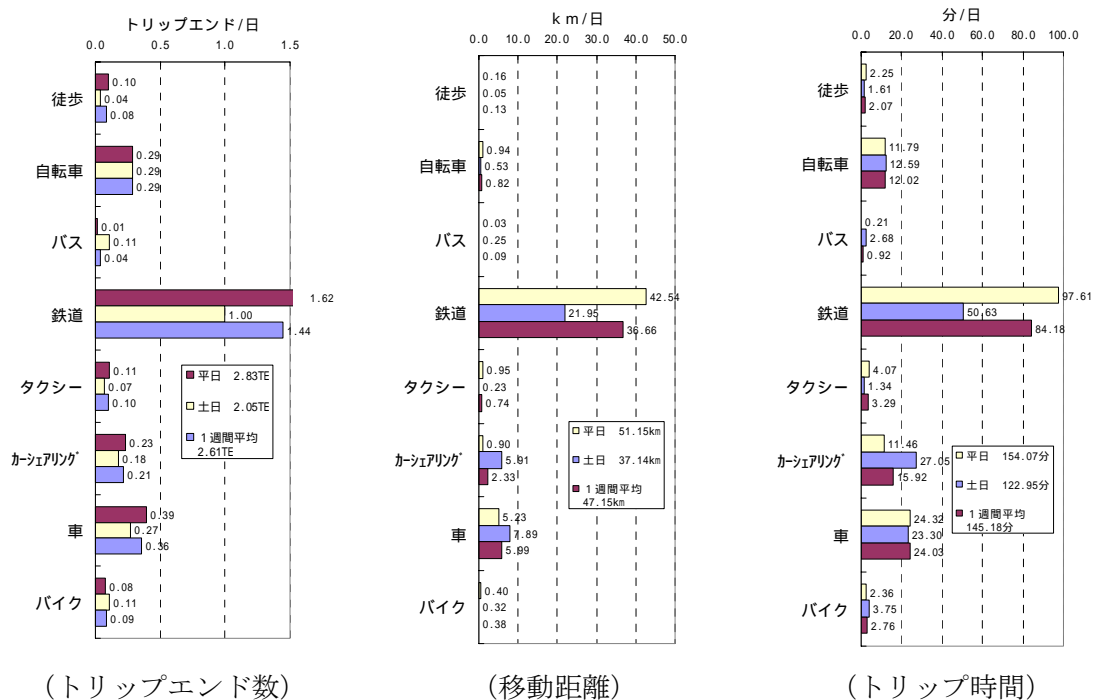 トリップエンド/日
0.0 0.5 1.0 1.5
徒歩
0.10
0.04
0.08
自転車
0.29
0.29
0.29
バス
0.01
0.11
0.04
鉄道
1.62
1.00
1.44
タクシー
0.11
0.07
0.10
カーシェアリング
0.23
0.18
0.21
車
0.39
0.27
0.36
バイク
0.08
0.11
0.09
平日 2.83TE
土日 2.05TE
1週間平均
2.61TE
(トリップエンド数)
km/日
0.0 10.0 20.0 30.0 40.0 50.0
徒歩
0.16
0.05
0.13
自転車
0.94
0.53
0.82
バス
0.03
0.25
0.09
鉄道
42.54
21.95
36.66
タクシー
0.95
0.23
0.74
カーシェアリング
0.90
5.91
2.33
車
5.23
7.89
5.99
バイク
0.40
0.32
0.38
平日 51.15km
土日 37.14km
1週間平均
47.15km
(移動距離)
分/日
0.0 20.0 40.0 60.0 80.0 100.0
徒歩
2.25
1.61
2.07
自転車
11.79
12.59
12.02
バス
0.21
2.68
0.92
鉄道
97.61
50.63
84.18
タクシー
4.07
1.34
3.29
カーシェアリング
11.46
27.05
15.92
車
24.32
23.30
24.03
バイク
2.36
3.75
2.76
平日 154.07分
土日 122.95分
1週間平均
145.18分
(トリップ時間)